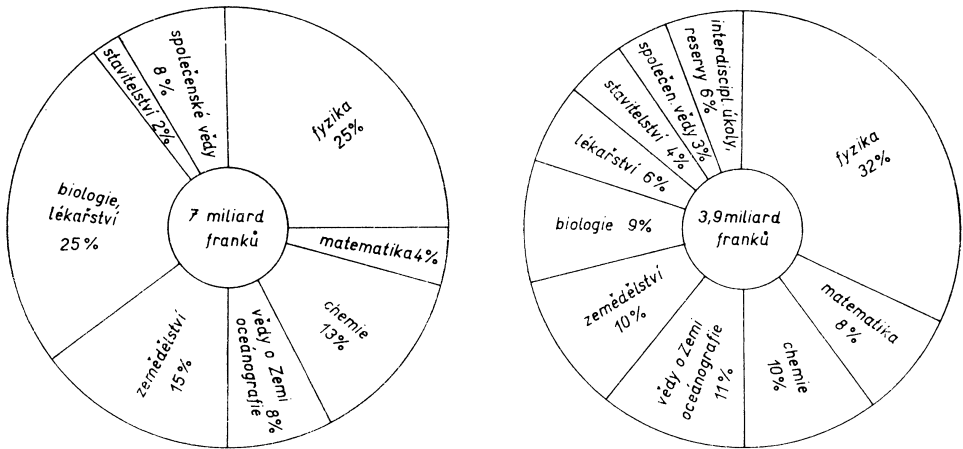 společenské vědy
8 %
stavitelství 2%
fyzika
25%
biologie,
lékařství
25 %
7 miliard
franků
matematika 4%
chemie
13%
vědy o Zemi
oceánografie 8%
zemědělství
15 %
interdiscipl. úkoly,
reservy 6%
společen. vědy 3%
stavitelství 4%
lékařství 6%
biologie 9%
fyzika
32%
3,9 miliard
franků
matematika
8 %
zemědělství
10%
vědy o Zemi
oceánografie
11%
chemie
10%